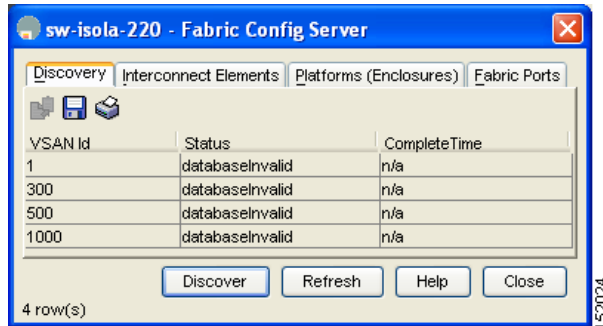 sw-isola-220 - Fabric Config Server
Discovery Interconnect Elements Platforms (Enclosures) Fabric Ports
VSAN Id Status CompleteTime
1 databaseInvalid n/a
300 databaseInvalid n/a
500 databaseInvalid n/a
1000 databaseInvalid n/a
Discover Refresh Help Close
4 row(s)